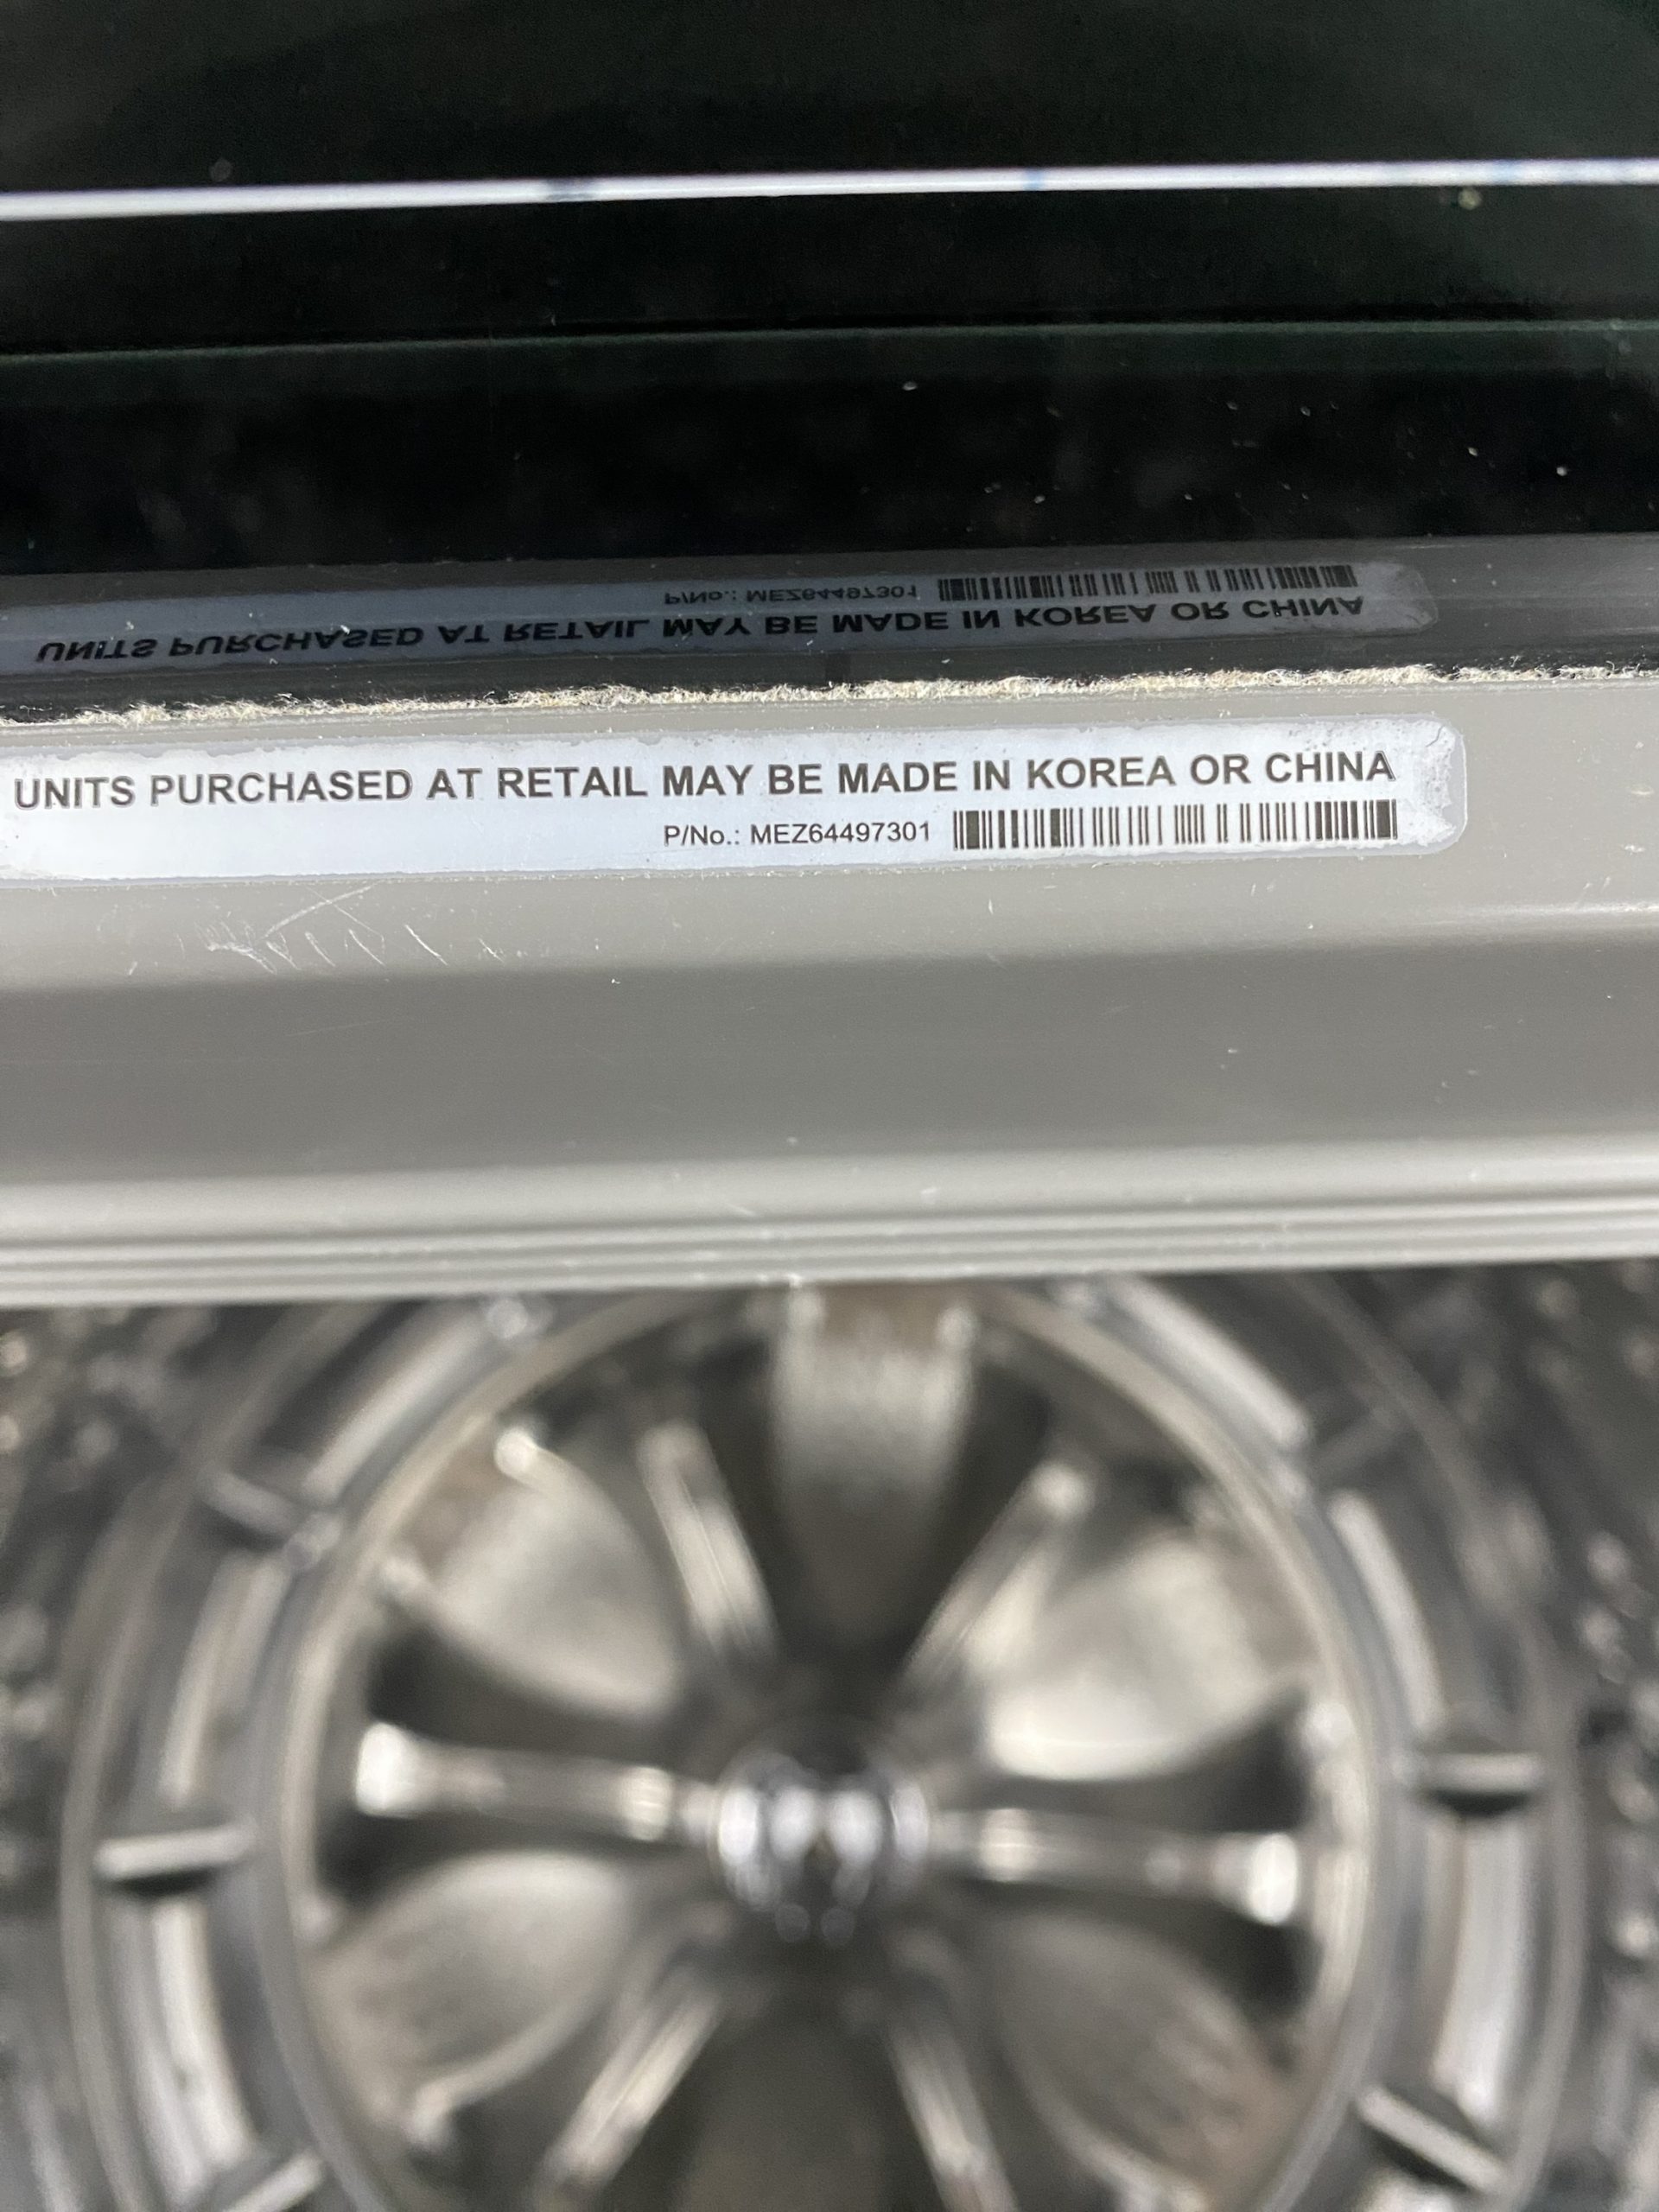 UNITS PURCHASED AT RETAIL MAY BE MADE IN KOREA OR CHINA
P/No.: MEZ64497301